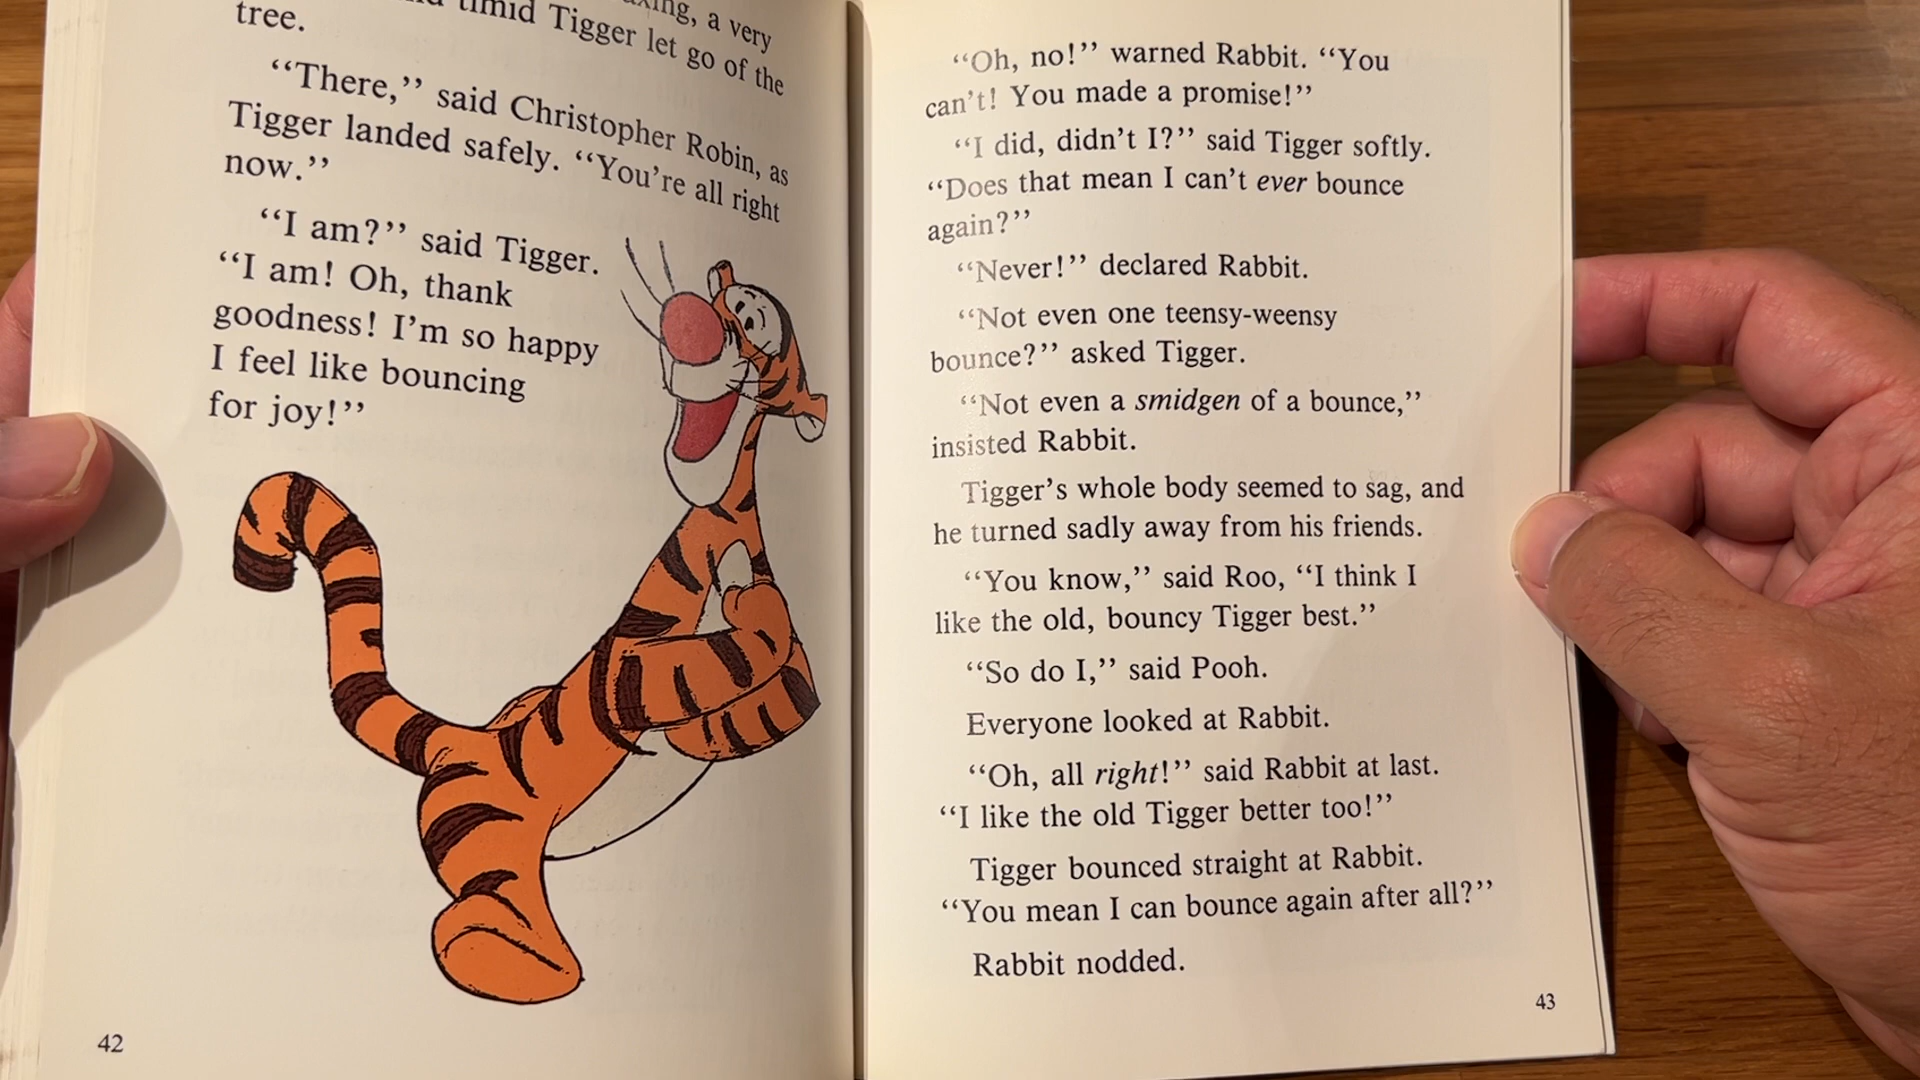 a very
timid Tigger let go of the
tree.
“There,” said Christopher Robin, as
Tigger landed safely. “You’re all right
now.”
“I am?” said Tigger.
“I am! Oh, thank
goodness! I’m so happy
I feel like bouncing
for joy!”
42
“Oh, no!” warned Rabbit. “You
can’t! You made a promise!”
“I did, didn’t I?” said Tigger softly.
“Does that mean I can’t ever bounce
again?”
“Never!” declared Rabbit.
“Not even one teensy-weensy
bounce?” asked Tigger.
“Not even a smidgen of a bounce,”
insisted Rabbit.
Tigger’s whole body seemed to sag, and
he turned sadly away from his friends.
“You know,” said Roo, “I think I
like the old, bouncy Tigger best.”
“So do I,” said Pooh.
Everyone looked at Rabbit.
“Oh, all right!” said Rabbit at last.
“I like the old Tigger better too!”
Tigger bounced straight at Rabbit.
“You mean I can bounce again after all?”
Rabbit nodded.
43